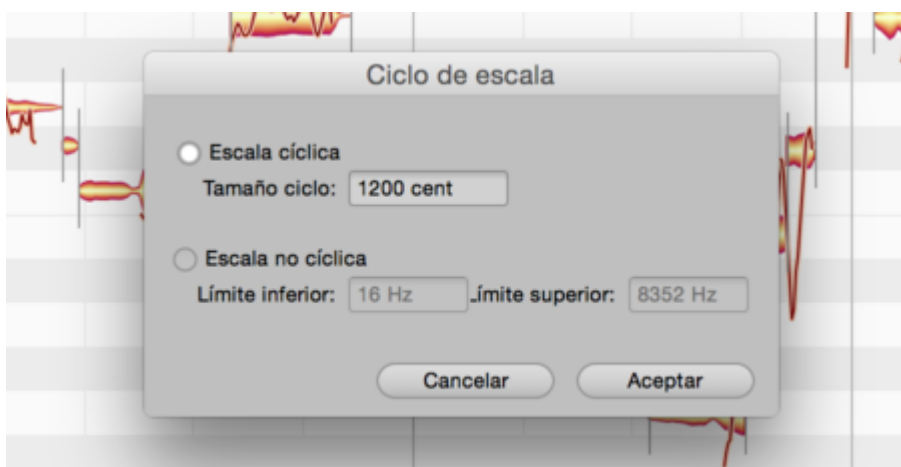 Ciclo de escala
Escala cíclica
Tamaño ciclo: 1200 cent
Escala no cíclica
Límite inferior: 16 Hz Límite superior: 8352 Hz
Cancelar Aceptar